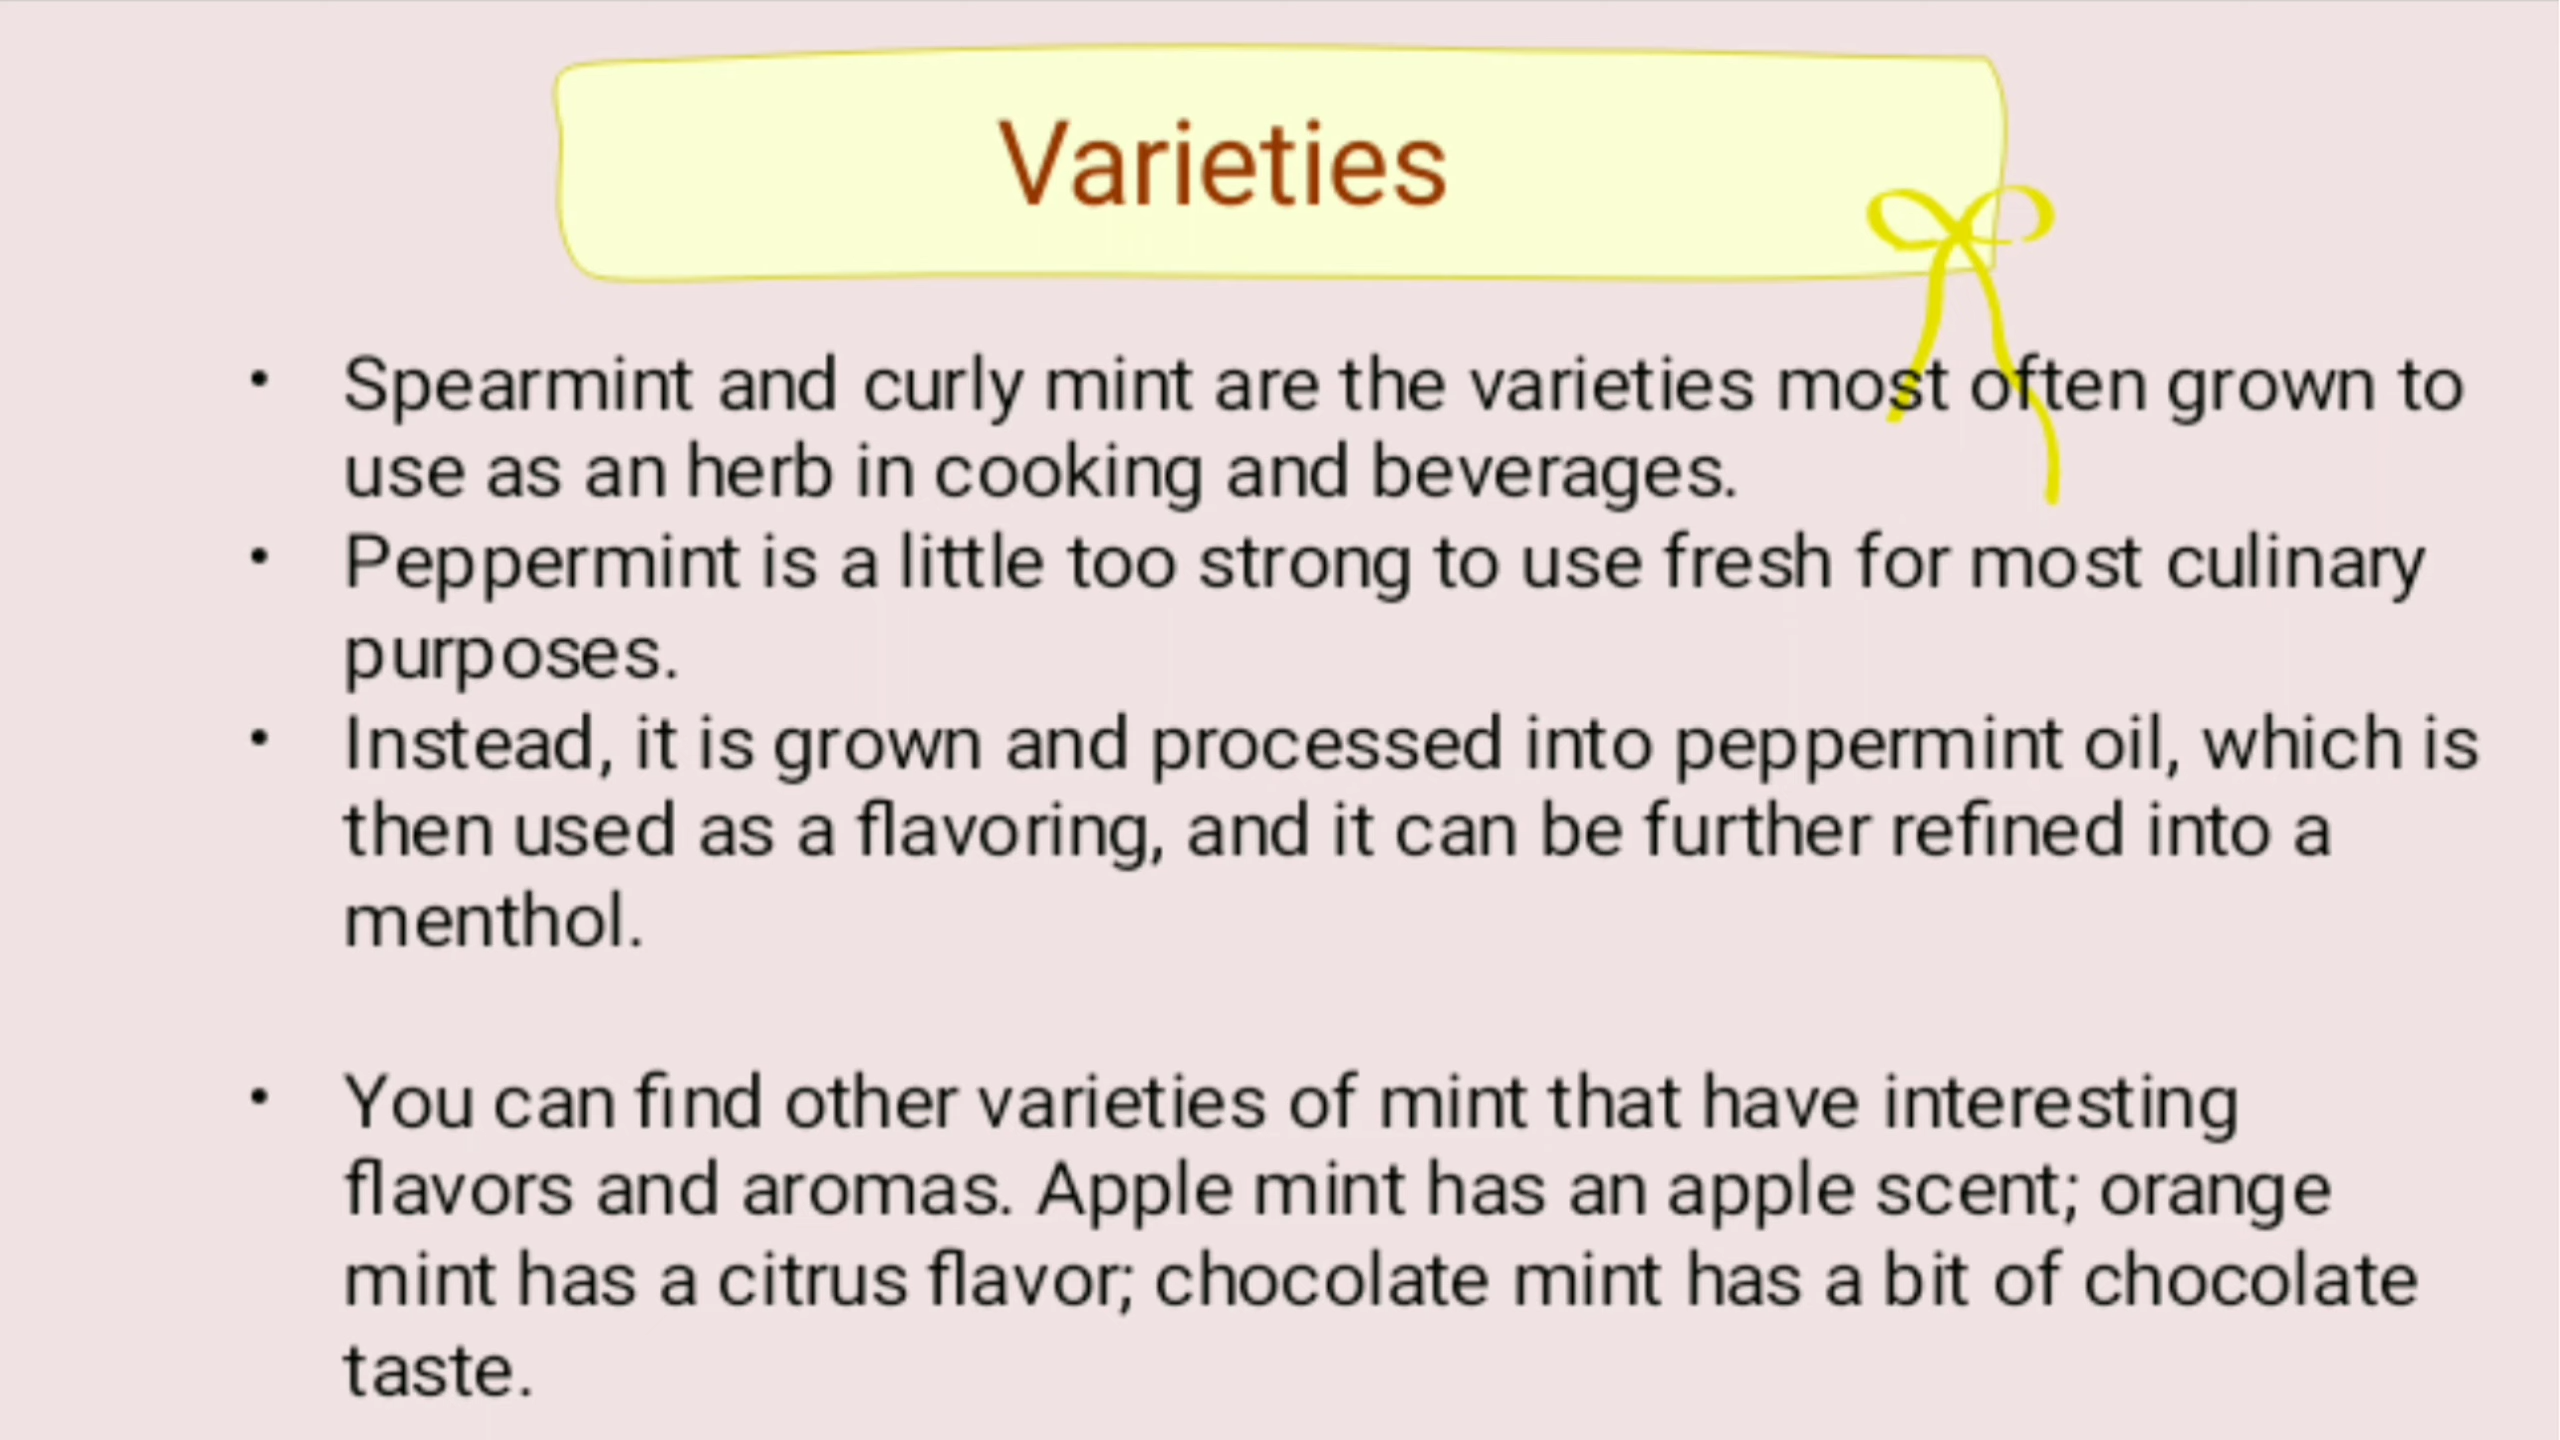 Varieties
• Spearmint and curly mint are the varieties most often grown to
use as an herb in cooking and beverages.
• Peppermint is a little too strong to use fresh for most culinary
purposes.
• Instead, it is grown and processed into peppermint oil, which is
then used as a flavoring, and it can be further refined into a
menthol.
• You can find other varieties of mint that have interesting
flavors and aromas. Apple mint has an apple scent; orange
mint has a citrus flavor; chocolate mint has a bit of chocolate
taste.